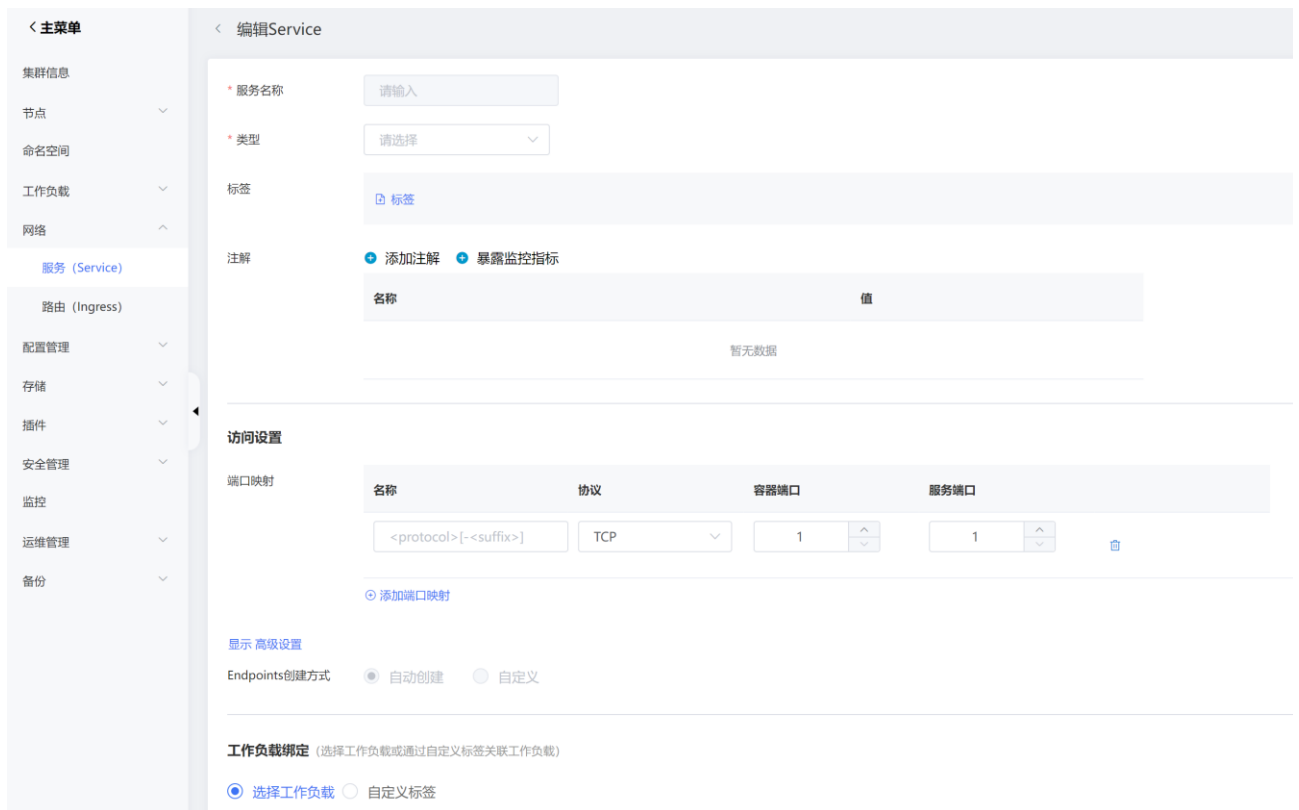 主菜单
集群信息
节点
命名空间
工作负载
网络
服务（Service）
路由（Ingress）
配置管理
存储
插件
安全管理
监控
运维管理
备份
编辑Service
* 服务名称 请输入
* 类型 请选择
标签 标签
注解 添加注解 暴露监控指标
名称 值
暂无数据
访问设置
端口映射 名称 协议 容器端口 服务端口
<protocol>[-<suffix>] TCP 1 1
添加端口映射
显示 高级设置
Endpoints创建方式 自动创建 自定义
工作负载绑定（选择工作负载或通过自定义标签关联工作负载）
选择工作负载 自定义标签